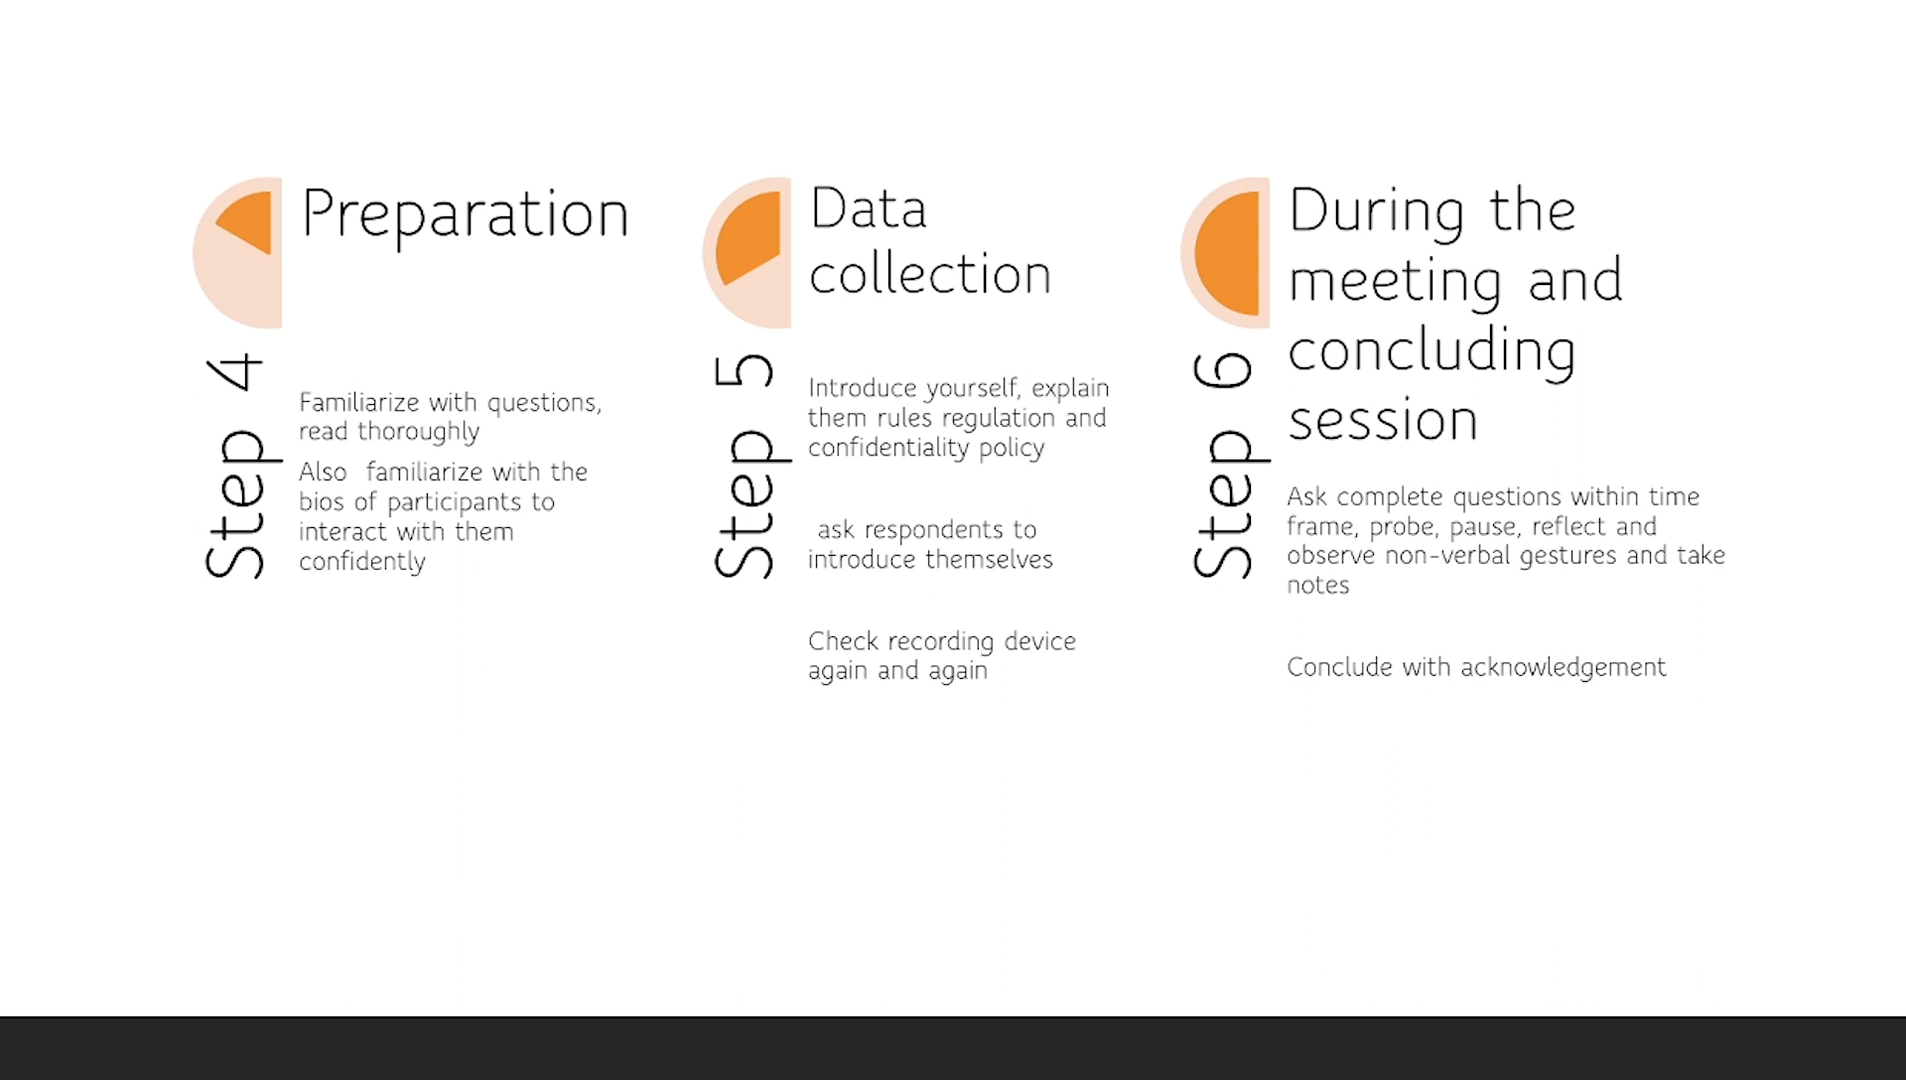 Preparation
Step 4
Familiarize with questions,
read thoroughly
Also  familiarize with the
bios of participants to
interact with them
confidently
Data
collection
Step 5
Introduce yourself, explain
them rules regulation and
confidentiality policy
ask respondents to
introduce themselves
Check recording device
again and again
During the
meeting and
concluding
session
Step 6
Ask complete questions within time
frame, probe, pause, reflect and
observe non-verbal gestures and take
notes
Conclude with acknowledgement